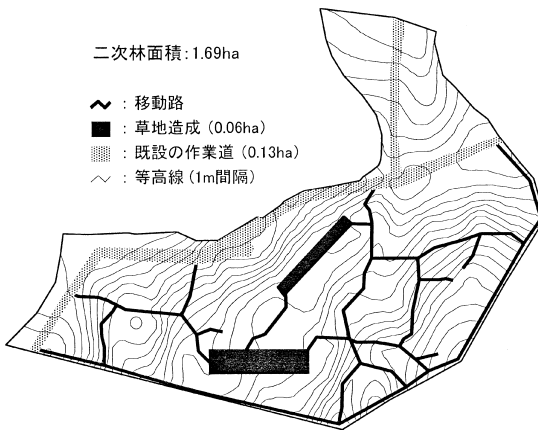 二次林面積:1.69ha
:移動路
:草地造成 (0.06ha)
:既設の作業道 (0.13ha)
:等高線 (1m間隔)